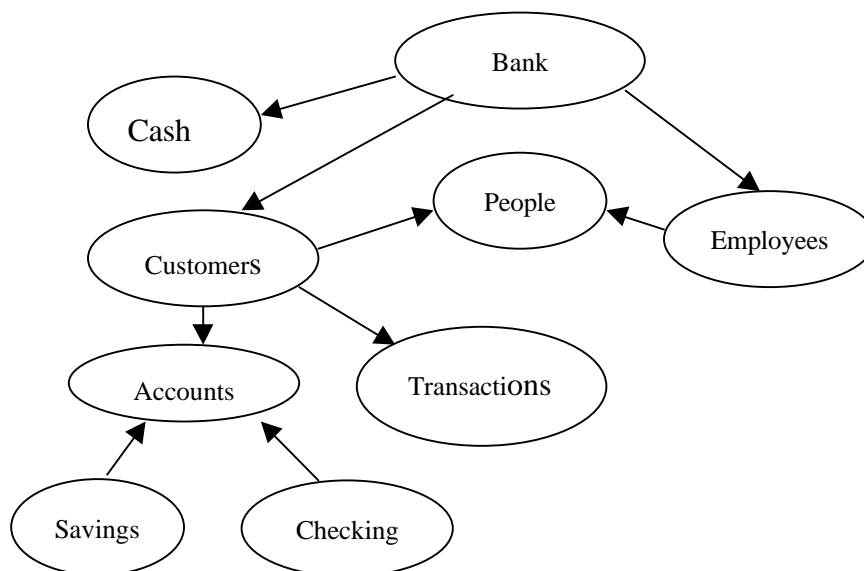 Bank
Cash
People
Employees
Customers
Accounts
Transactions
Savings
Checking